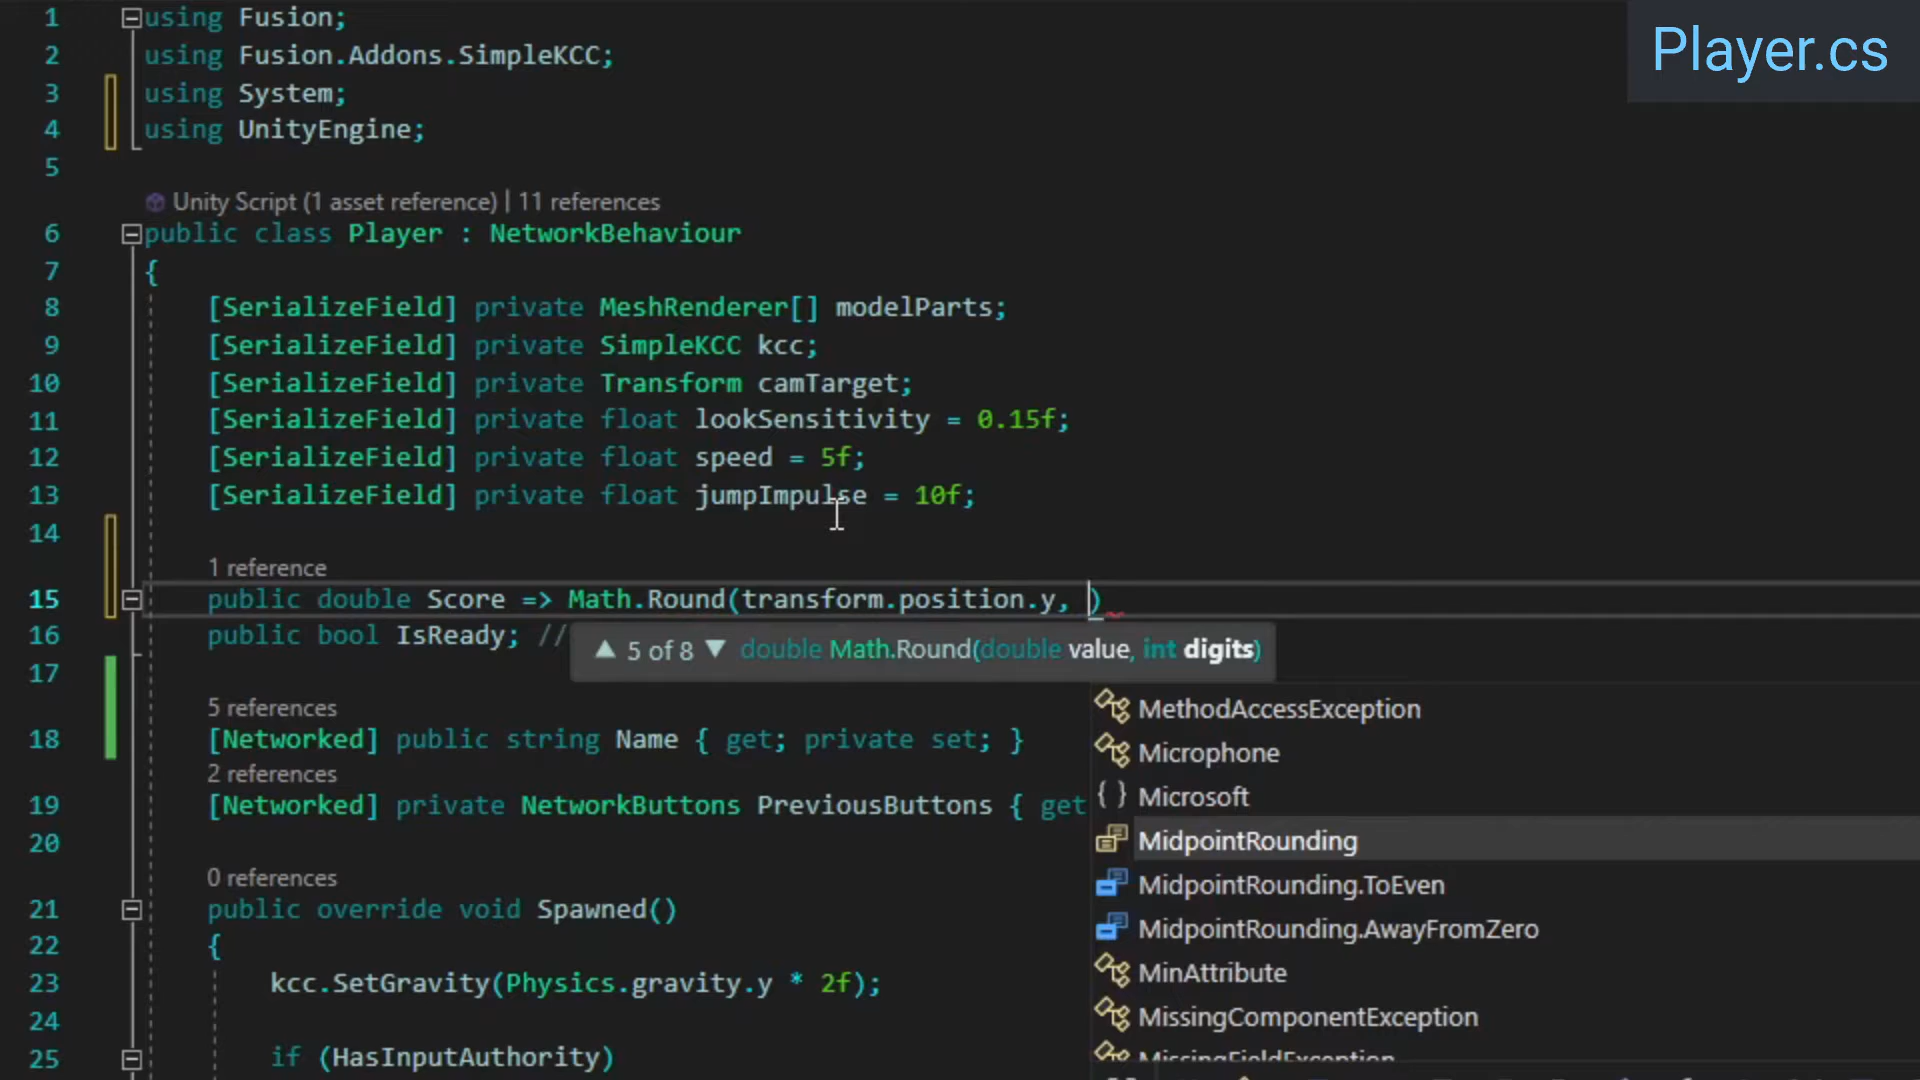 Player.cs
1 using Fusion;
2 using Fusion.Addons.SimpleKCC;
3 using System;
4 using UnityEngine;
5
Unity Script (1 asset reference) | 11 references
6 public class Player : NetworkBehaviour
7 {
8 [SerializeField] private MeshRenderer[] modelParts;
9 [SerializeField] private SimpleKCC kcc;
10 [SerializeField] private Transform camTarget;
11 [SerializeField] private float lookSensitivity = 0.15f;
12 [SerializeField] private float speed = 5f;
13 [SerializeField] private float jumpImpulse = 10f;
14
1 reference
15 public double Score => Math.Round(transform.position.y, )
16 public bool IsReady; //
5 of 8 double Math.Round(double value, int digits)
17
5 references
18 [Networked] public string Name { get; private set; }
2 references
19 [Networked] private NetworkButtons PreviousButtons { get
20
0 references
21 public override void Spawned()
22 {
23 kcc.SetGravity(Physics.gravity.y * 2f);
24
25 if (HasInputAuthority)
MethodAccessException
Microphone
{ } Microsoft
MidpointRounding
MidpointRounding.ToEven
MidpointRounding.AwayFromZero
MinAttribute
MissingComponentException
MissingFieldException